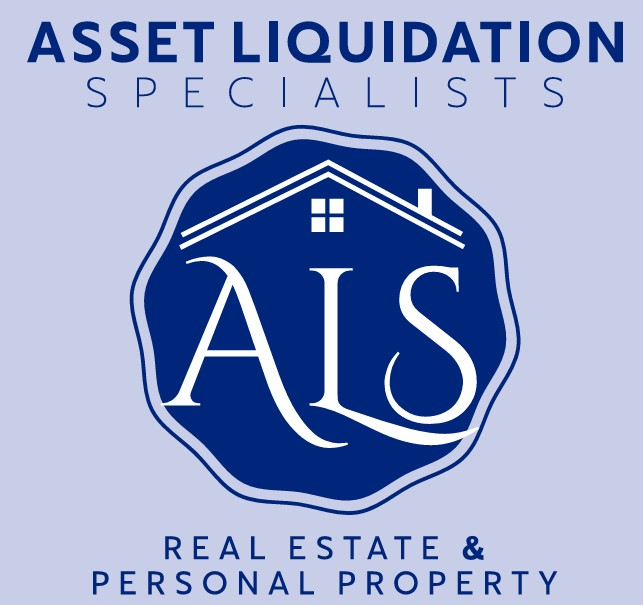 ASSET LIQUIDATION
SPECIALISTS
ALS
REAL ESTATE &
PERSONAL PROPERTY